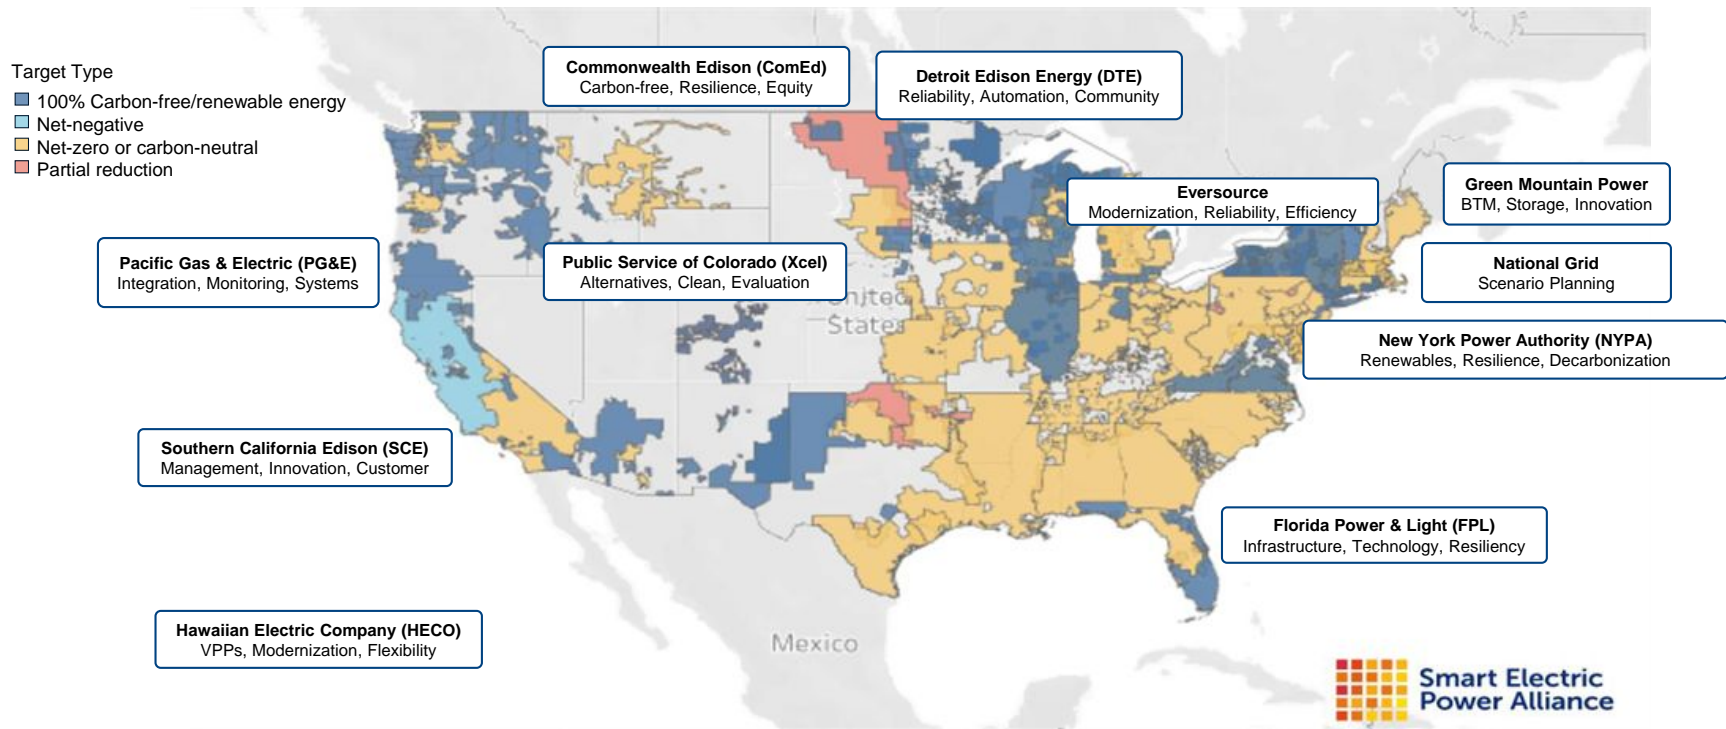 Target Type
100% Carbon-free/renewable energy
Net-negative
Net-zero or carbon-neutral
Partial reduction
Commonwealth Edison (ComEd)
Carbon-free, Resilience, Equity
Detroit Edison Energy (DTE)
Reliability, Automation, Community
Eversource
Modernization, Reliability, Efficiency
Green Mountain Power
BTM, Storage, Innovation
Pacific Gas & Electric (PG&E)
Integration, Monitoring, Systems
Public Service of Colorado (Xcel)
Alternatives, Clean, Evaluation
National Grid
Scenario Planning
United
States
New York Power Authority (NYPA)
Renewables, Resilience, Decarbonization
Southern California Edison (SCE)
Management, Innovation, Customer
Florida Power & Light (FPL)
Infrastructure, Technology, Resiliency
Hawaiian Electric Company (HECO)
VPPs, Modernization, Flexibility
Mexico
Smart Electric
Power Alliance